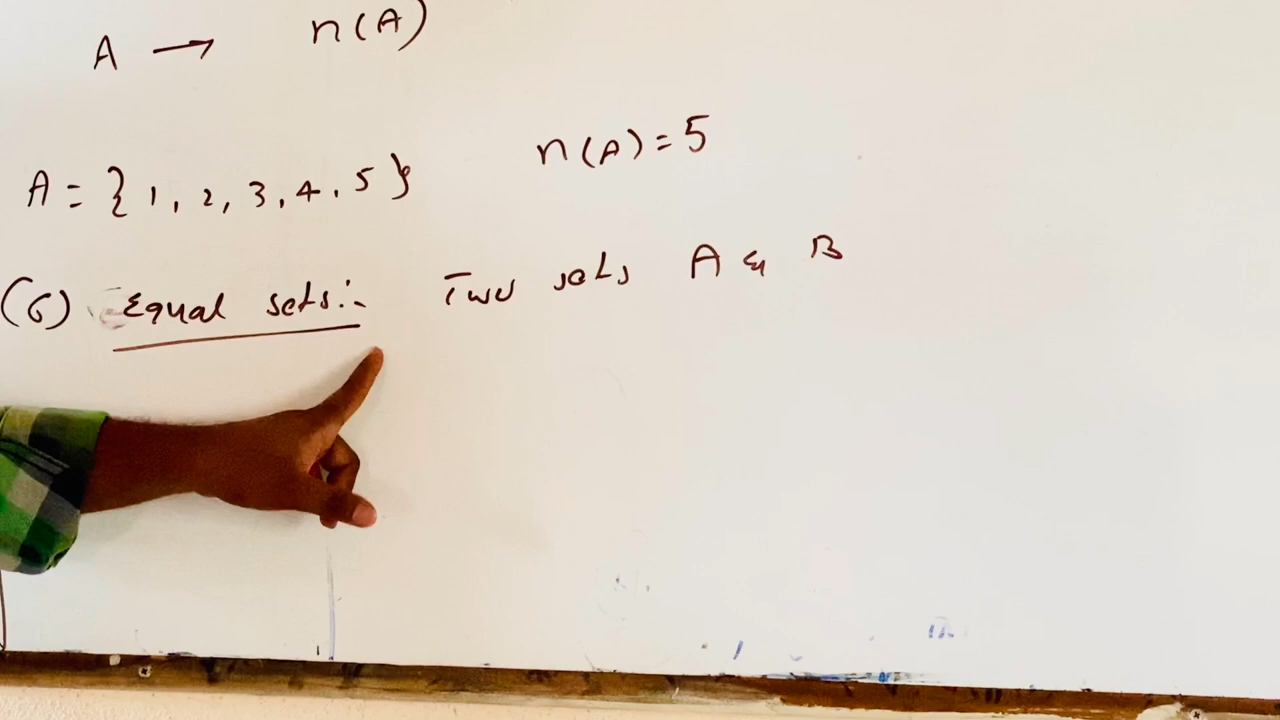 A → n(A)
A = { 1, 2, 3, 4, 5 } n(A) = 5
(6) Equal sets:- Two sets A & B